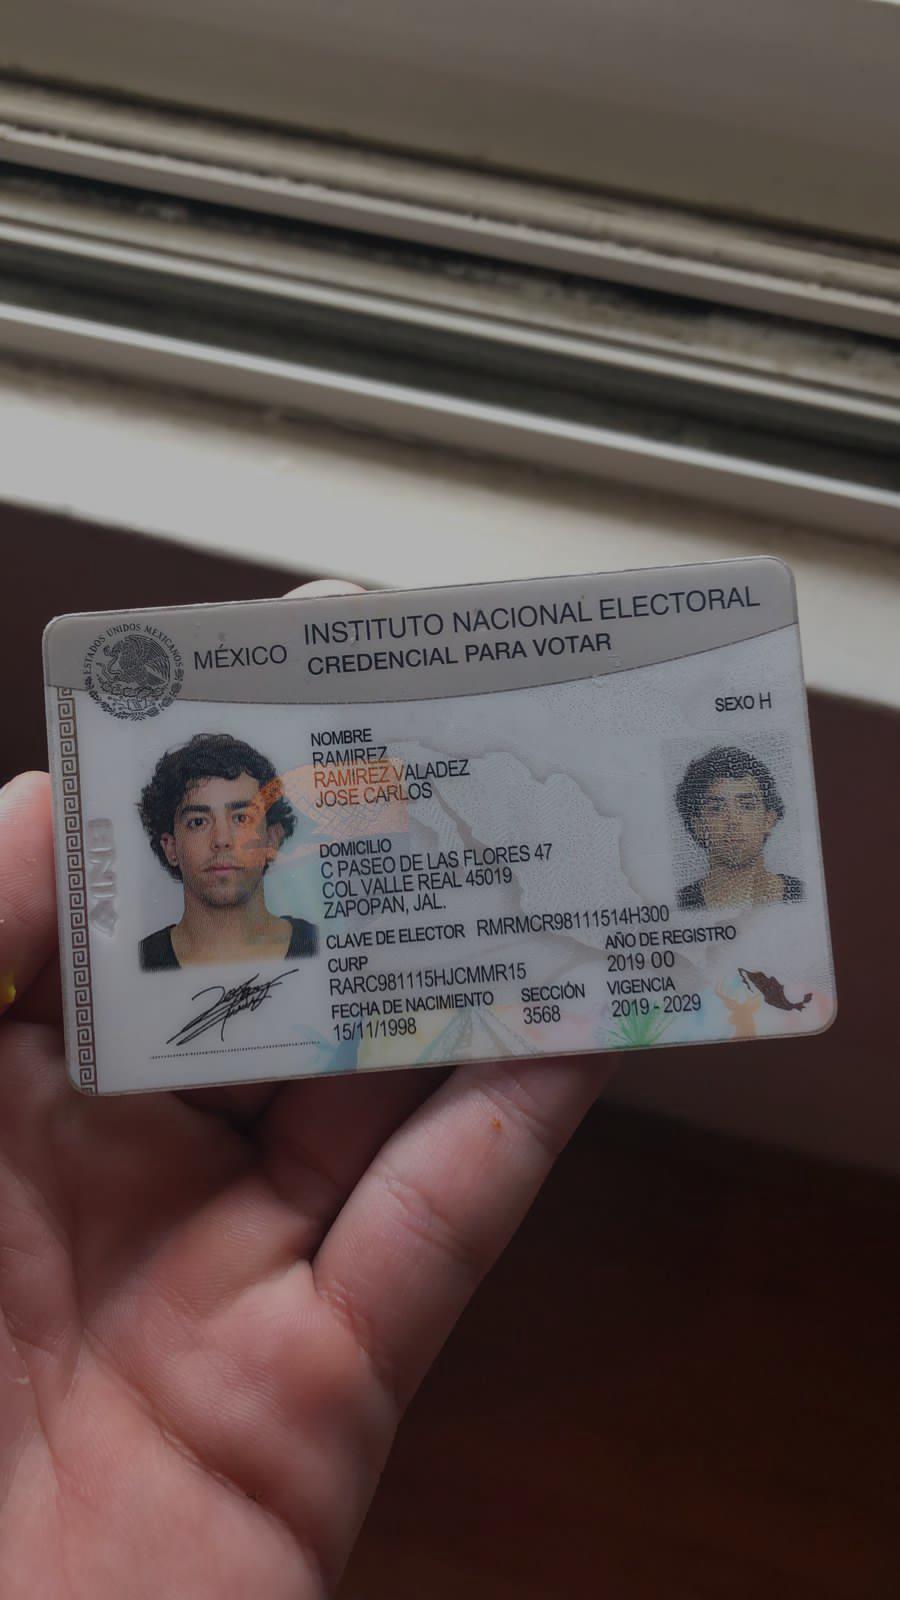 ESTADOS UNIDOS MEXICANOS
MÉXICO
INSTITUTO NACIONAL ELECTORAL
CREDENCIAL PARA VOTAR
SEXO H
NOMBRE
RAMIREZ
RAMIREZ VALADEZ
JOSE CARLOS
DOMICILIO
C PASEO DE LAS FLORES 47
COL VALLE REAL 45019
ZAPOPAN, JAL.
CLAVE DE ELECTOR RMRMCR98111514H300
CURP
RARC981115HJCMMR15
AÑO DE REGISTRO
2019 00
FECHA DE NACIMIENTO
15/11/1998
SECCIÓN
3568
VIGENCIA
2019 - 2029